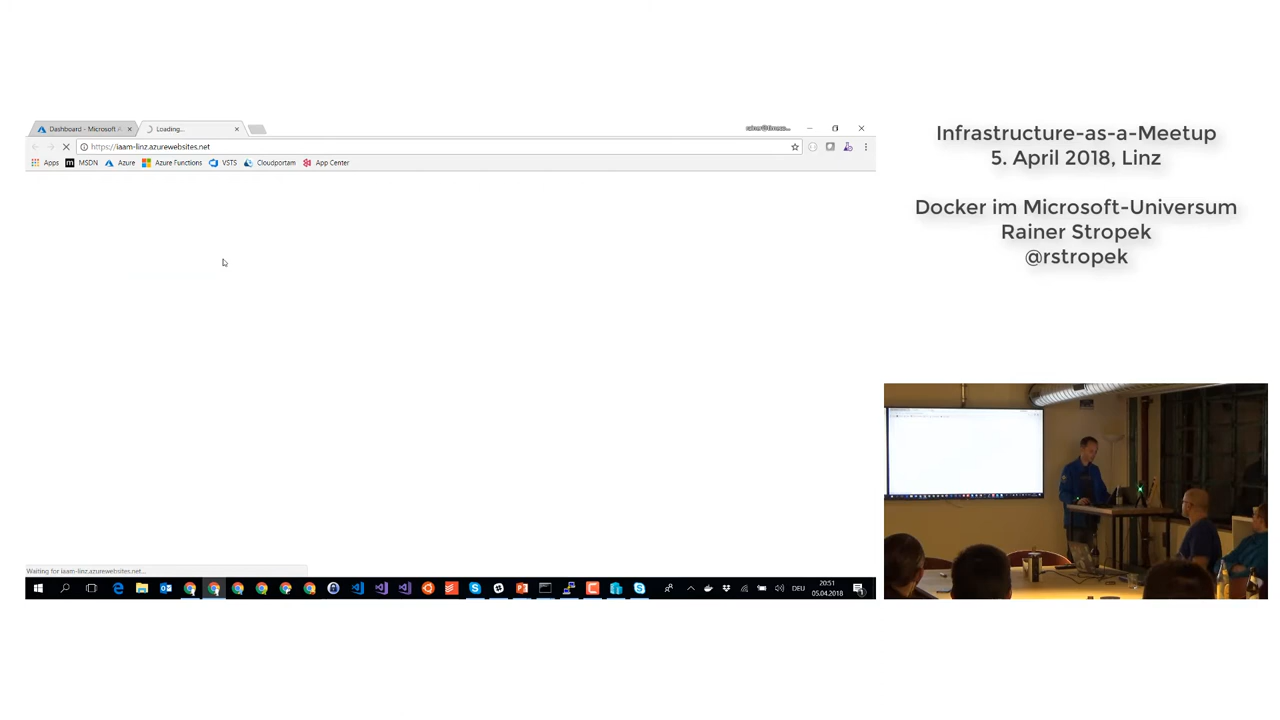 Dashboard - Microsoft A
Loading...
https://iaam-linz.azurewebsites.net
Apps
MSDN
Azure
Azure Functions
VSTS
Cloudportam
App Center
Infrastructure-as-a-Meetup
5. April 2018, Linz
Docker im Microsoft-Universum
Rainer Stropek
@rstropek
Waiting for iaam-linz.azurewebsites.net...
DEU
20:51
05.04.2018